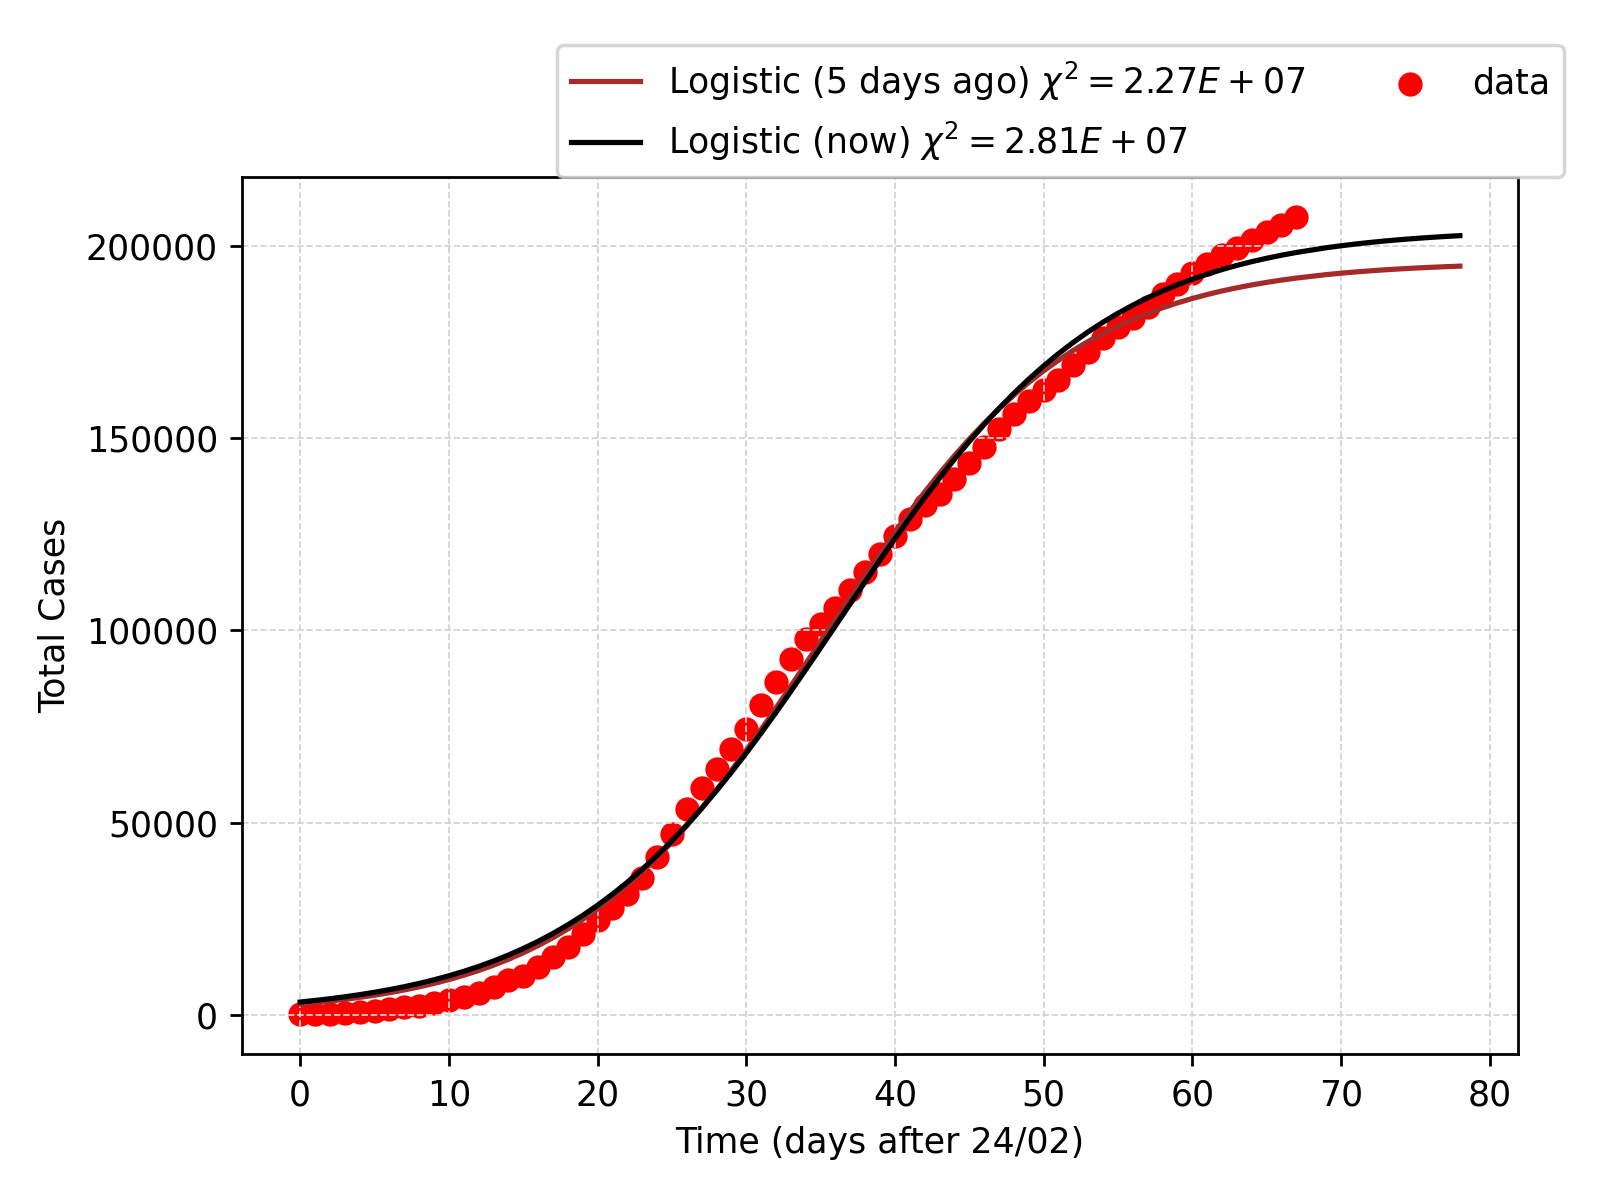 Logistic (5 days ago) χ² = 2.27E + 07
data
Logistic (now) χ² = 2.81E + 07
200000
150000
100000
50000
0
Total Cases
0 10 20 30 40 50 60 70 80
Time (days after 24/02)